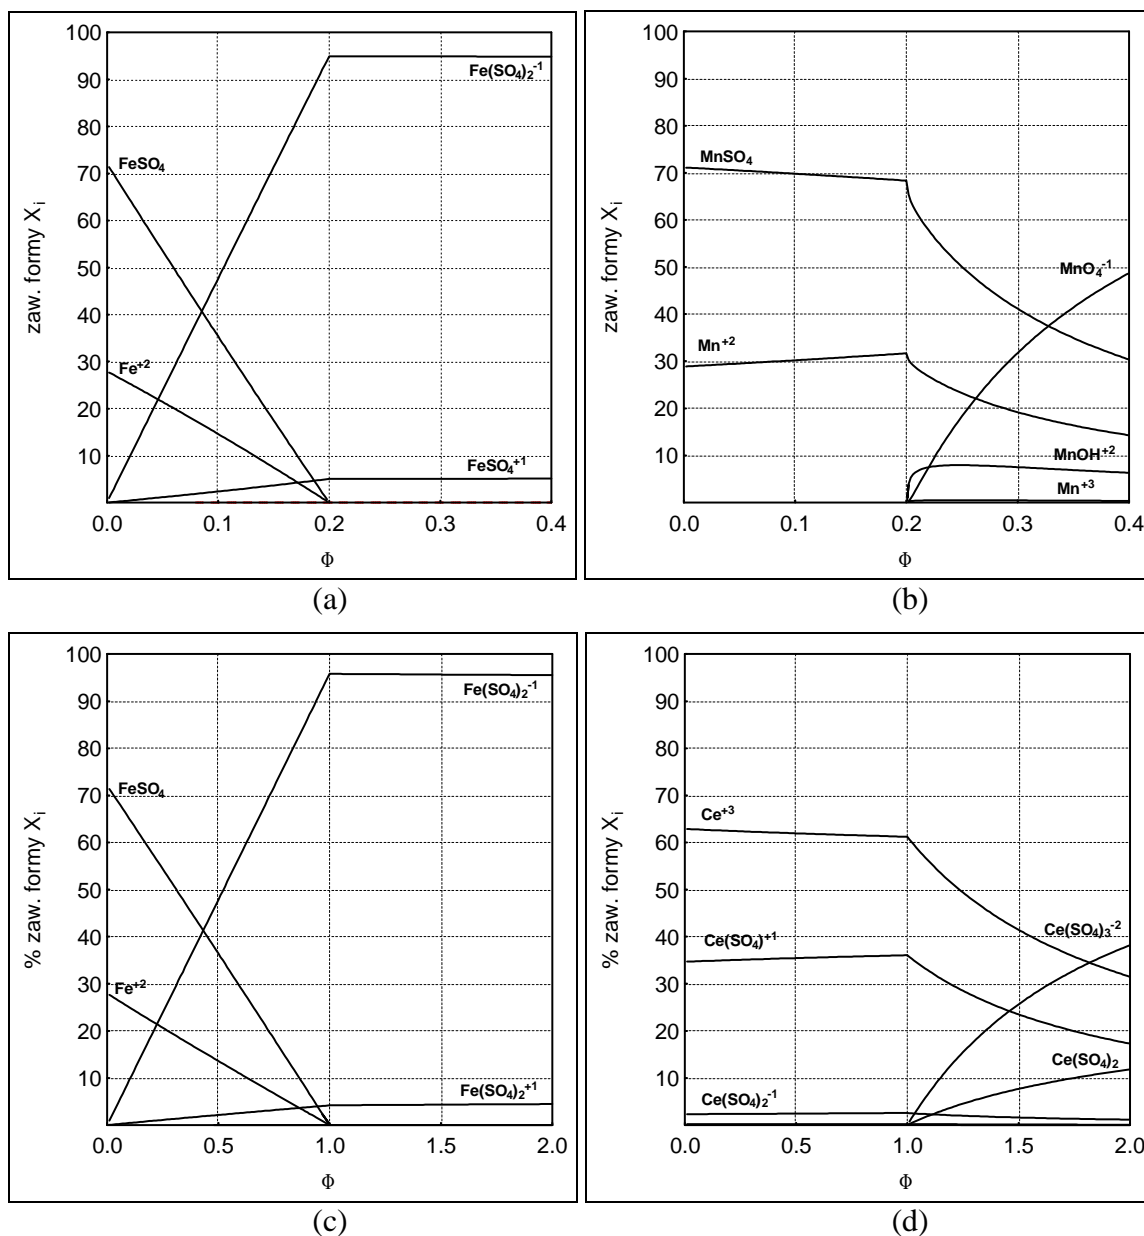 zaw. formy Xᵢ
100
90
80
70
60
50
40
30
20
10
0.0 0.1 0.2 0.3 0.4
Φ
Fe(SO₄)₂⁻¹
FeSO₄
Fe⁺²
FeSO₄⁺¹
(a)
zaw. formy Xᵢ
100
90
80
70
60
50
40
30
20
10
0.0 0.1 0.2 0.3 0.4
Φ
MnSO₄
MnO₄⁻¹
Mn⁺²
MnOH⁺²
Mn⁺³
(b)
% zaw. formy Xᵢ
100
90
80
70
60
50
40
30
20
10
0.0 0.5 1.0 1.5 2.0
Φ
Fe(SO₄)₂⁻¹
FeSO₄
Fe⁺²
Fe(SO₄)₂⁺¹
(c)
% zaw. formy Xᵢ
100
90
80
70
60
50
40
30
20
10
0.0 0.5 1.0 1.5 2.0
Φ
Ce⁺³
Ce(SO₄)₃⁻²
Ce(SO₄)⁺¹
Ce(SO₄)₂
Ce(SO₄)₂⁻¹
(d)